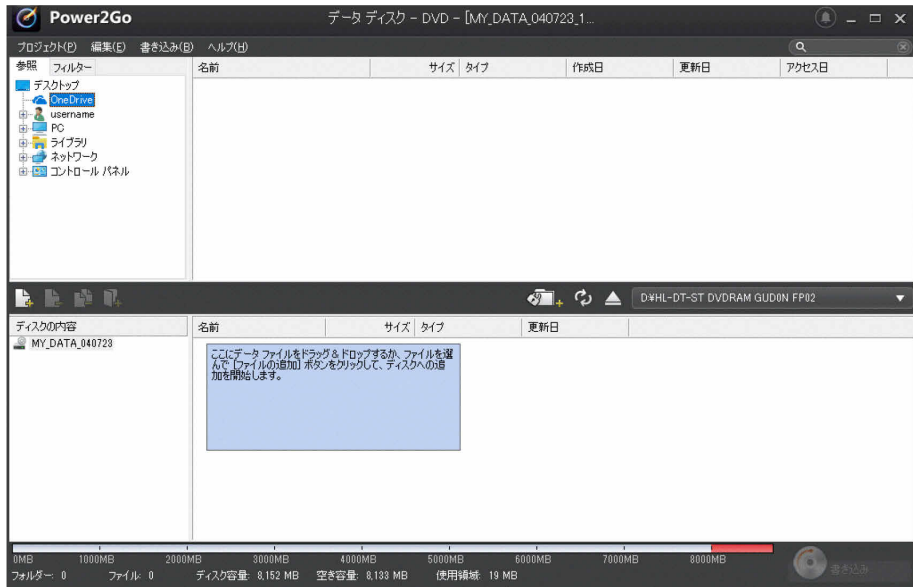 Power2Go データ ディスク - DVD - [MY_DATA_040723_1...
プロジェクト(P) 編集(E) 書き込み(B) ヘルプ(H)
参照 フィルター 名前 サイズ タイプ 作成日 更新日 アクセス日
デスクトップ
OneDrive
username
PC
ライブラリ
ネットワーク
コントロール パネル
D¥HL-DT-ST DVDRAM GUD0N FP02
ディスクの内容 名前 サイズ タイプ 更新日
MY_DATA_040723
ここにデータ ファイルをドラッグ & ドロップするか、ファイルを選
んで [ファイルの追加] ボタンをクリックして、ディスクへの追
加を開始します。
0MB 1000MB 2000MB 3000MB 4000MB 5000MB 6000MB 7000MB 8000MB
フォルダー: 0 ファイル: 0 ディスク容量: 8,152 MB 空き容量: 8,133 MB 使用領域: 19 MB
書き込み